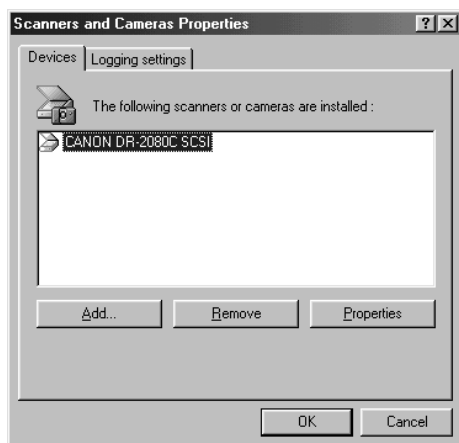 Scanners and Cameras Properties
Devices Logging settings
The following scanners or cameras are installed :
CANON DR-2080C SCSI
Add... Remove Properties
OK Cancel